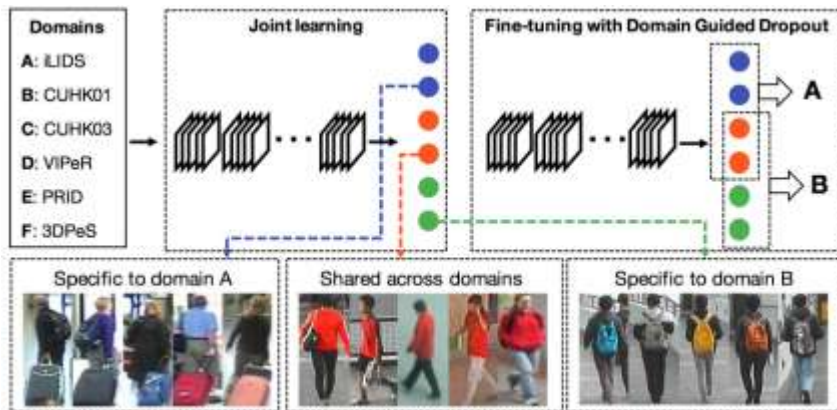 Domains
A: iLIDS
B: CUHK01
C: CUHK03
D: VIPeR
E: PRID
F: 3DPeS
Joint learning
Fine-tuning with Domain Guided Dropout
A
B
Specific to domain A
Shared across domains
Specific to domain B